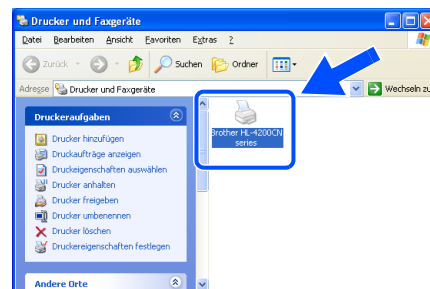 Drucker und Faxgeräte
Datei Bearbeiten Ansicht Favoriten Extras ?
Zurück Suchen Ordner
Adresse Drucker und Faxgeräte Wechseln zu
Druckeraufgaben
Drucker hinzufügen
Druckaufträge anzeigen
Druckeigenschaften auswählen
Drucker anhalten
Drucker freigeben
Drucker umbenennen
Drucker löschen
Druckereigenschaften festlegen
Andere Orte
Brother HL-4200CN
series